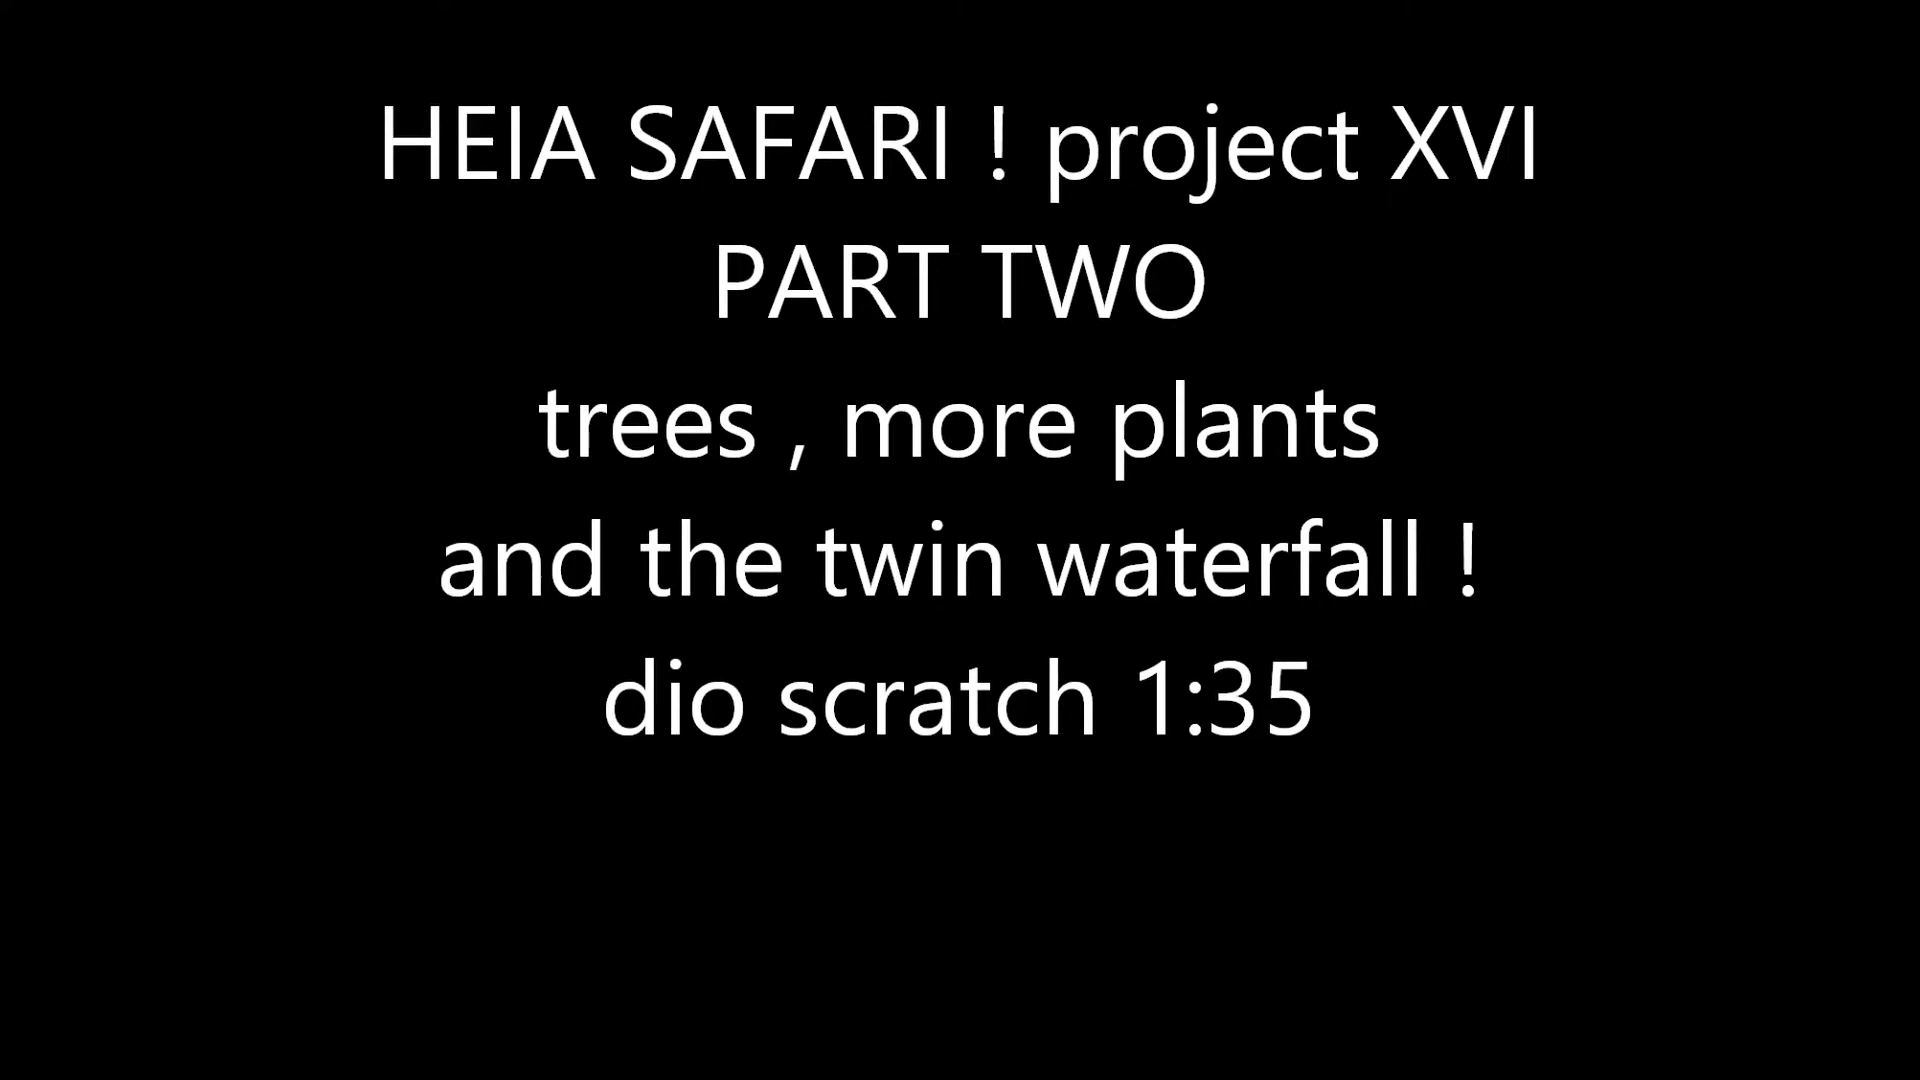 HEIA SAFARI ! project XVI
PART TWO
trees , more plants
and the twin waterfall !
dio scratch 1:35